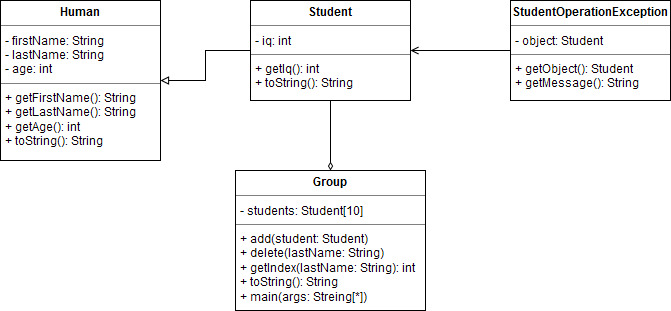 Human
- firstName: String
- lastName: String
- age: int
+ getFirstName(): String
+ getLastName(): String
+ getAge(): int
+ toString(): String
Student
- iq: int
+ getIq(): int
+ toString(): String
StudentOperationException
- object: Student
+ getObject(): Student
+ getMessage(): String
Group
- students: Student[10]
+ add(student: Student)
+ delete(lastName: String)
+ getIndex(lastName: String): int
+ toString(): String
+ main(args: Streing[*])